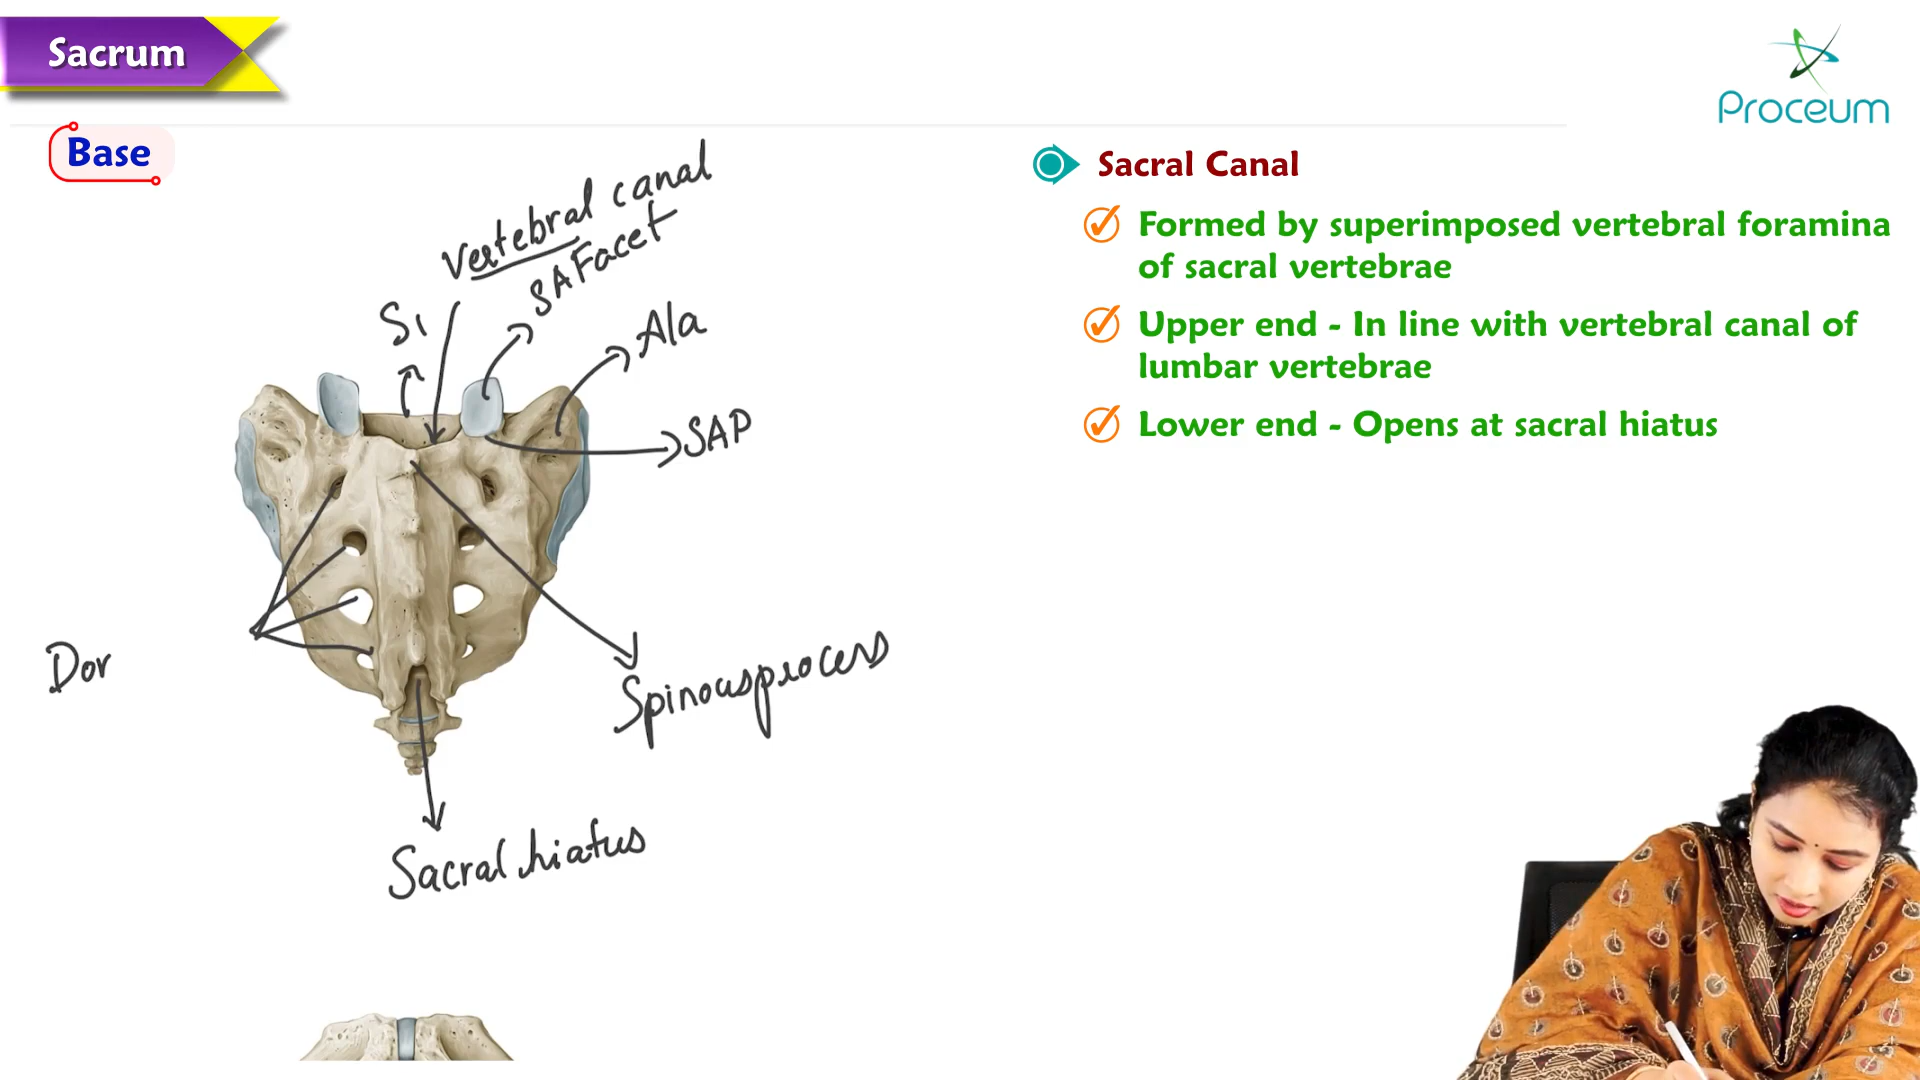 Sacrum
Proceum
Base
Sacral Canal
Formed by superimposed vertebral foramina
of sacral vertebrae
Upper end - In line with vertebral canal of
lumbar vertebrae
Lower end - Opens at sacral hiatus
vertebral canal
SAFacet
S1
Ala
SAP
Dor
Spinousprocess
Sacral hiatus